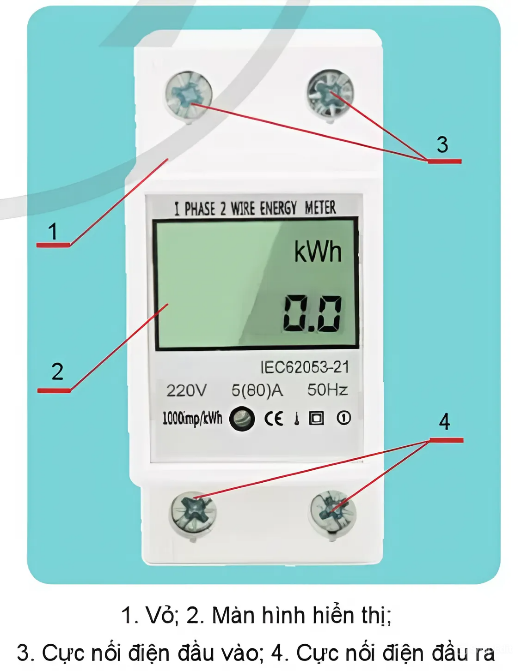 1 PHASE 2 WIRE ENERGY METER
kWh
0.0
IEC62053-21
220V 5(80)A 50Hz
1000imp/kWh CE 1
1
2
3
4
1. Vỏ; 2. Màn hình hiển thị;
3. Cực nối điện đầu vào; 4. Cực nối điện đầu ra